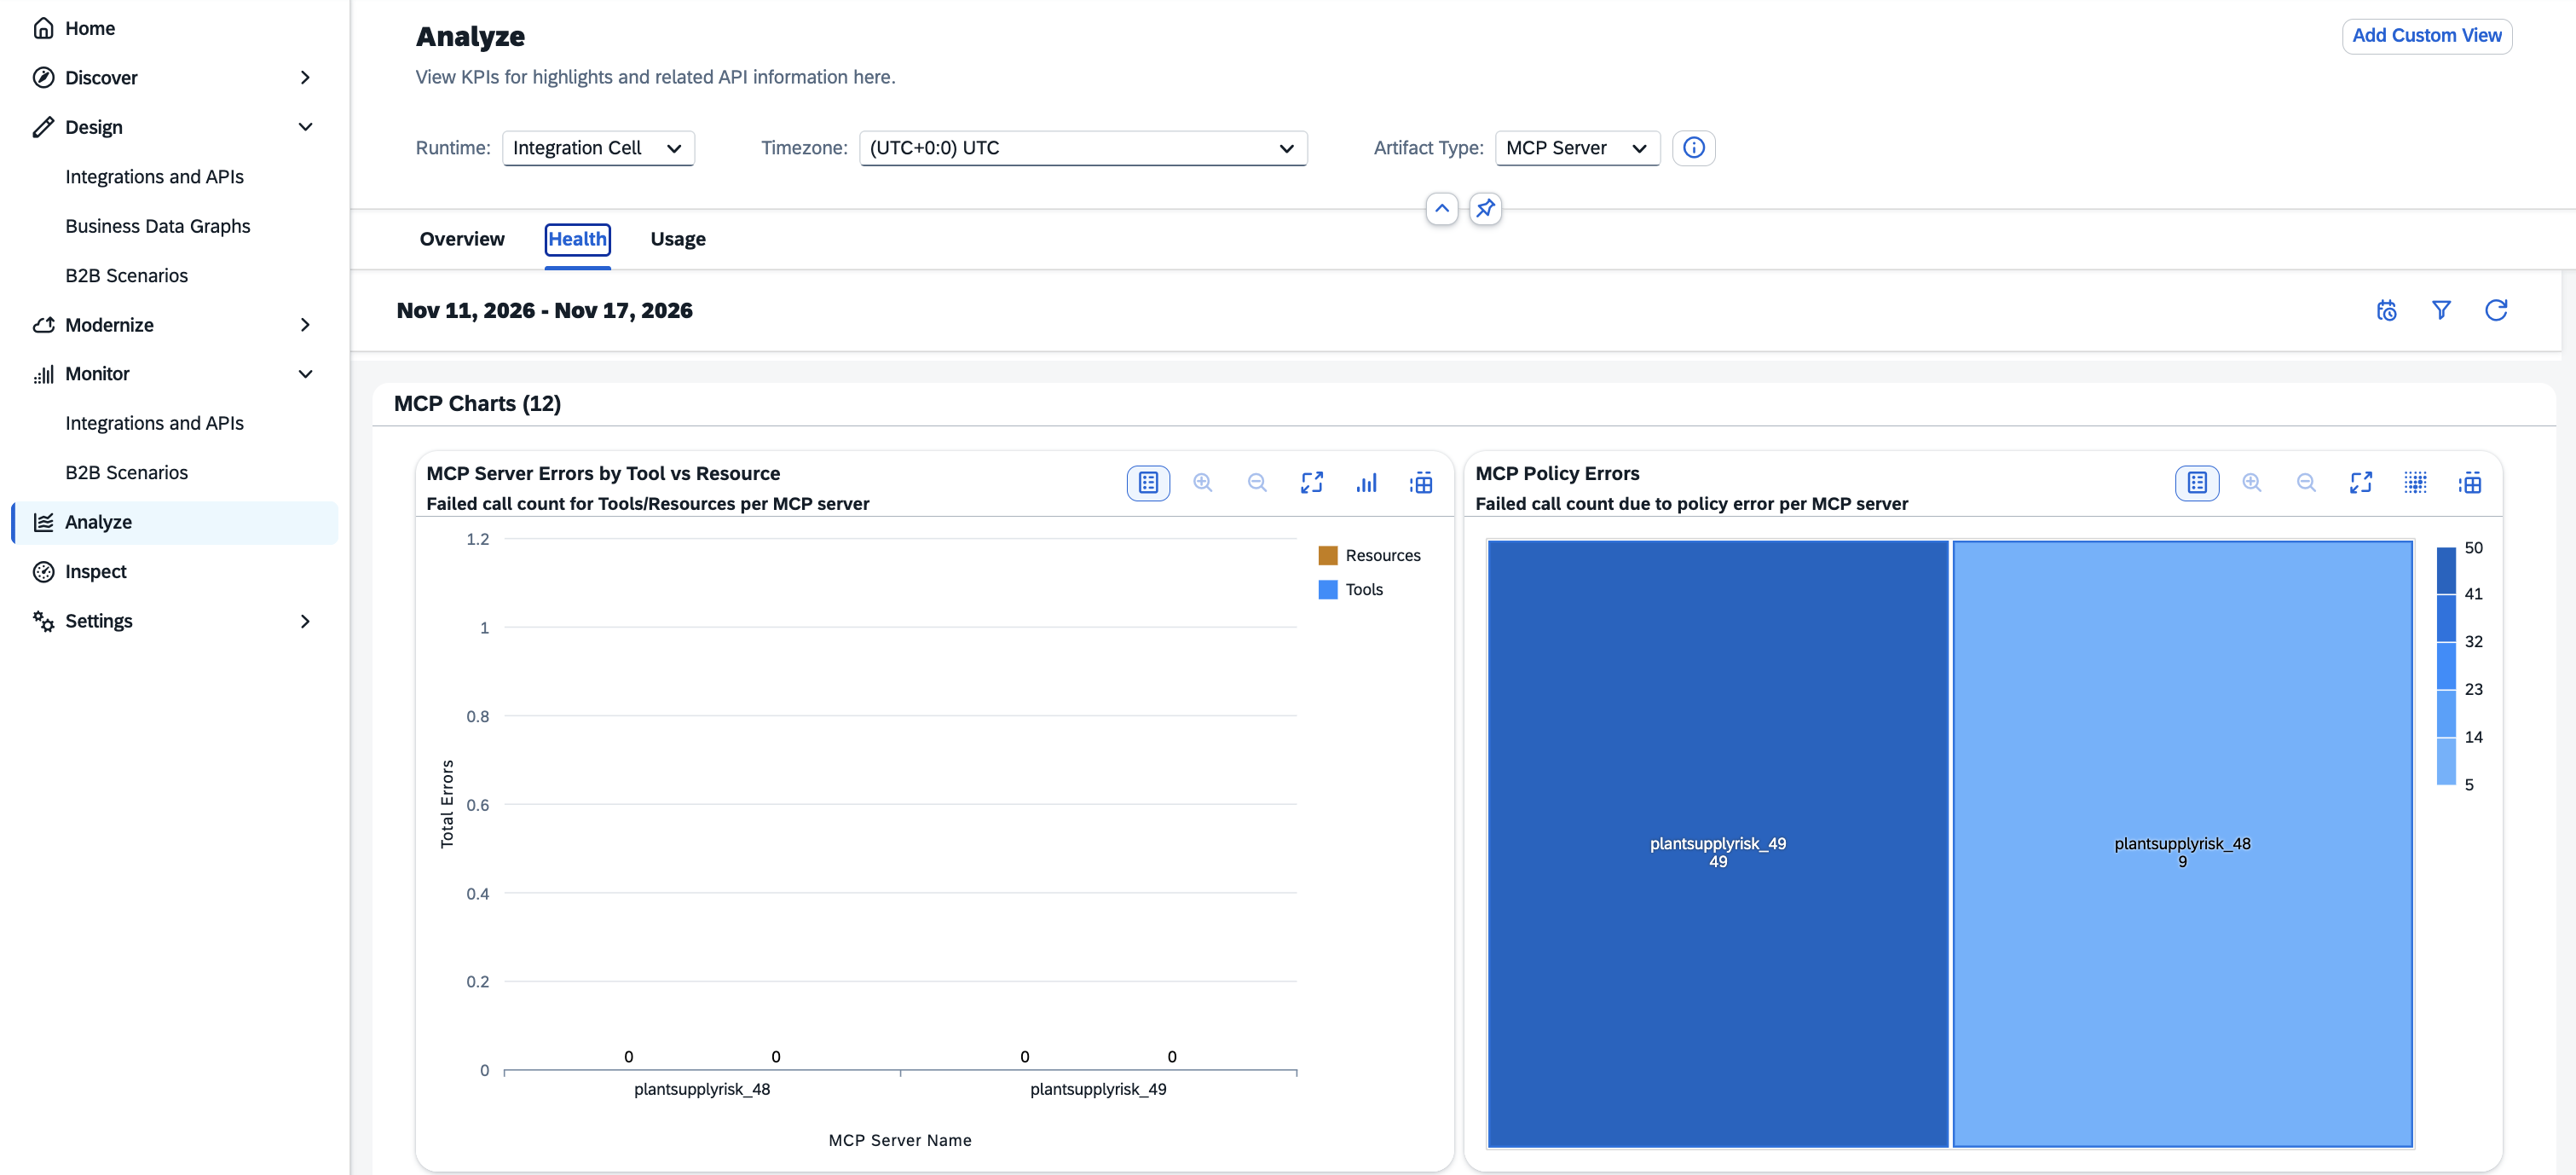 Home
Discover
Design
Integrations and APIs
Business Data Graphs
B2B Scenarios
Modernize
Monitor
Integrations and APIs
B2B Scenarios
Analyze
Inspect
Settings
Analyze
Add Custom View
View KPIs for highlights and related API information here.
Runtime: Integration Cell Timezone: (UTC+0:0) UTC Artifact Type: MCP Server
Overview Health Usage
Nov 11, 2026 - Nov 17, 2026
MCP Charts (12)
MCP Server Errors by Tool vs Resource
Failed call count for Tools/Resources per MCP server
1.2
1
0.8
0.6
0.4
0.2
0
Total Errors
0 0 0 0
plantsupplyrisk_48 plantsupplyrisk_49
MCP Server Name
Resources
Tools
MCP Policy Errors
Failed call count due to policy error per MCP server
plantsupplyrisk_49
49
plantsupplyrisk_48
9
50
41
32
23
14
5